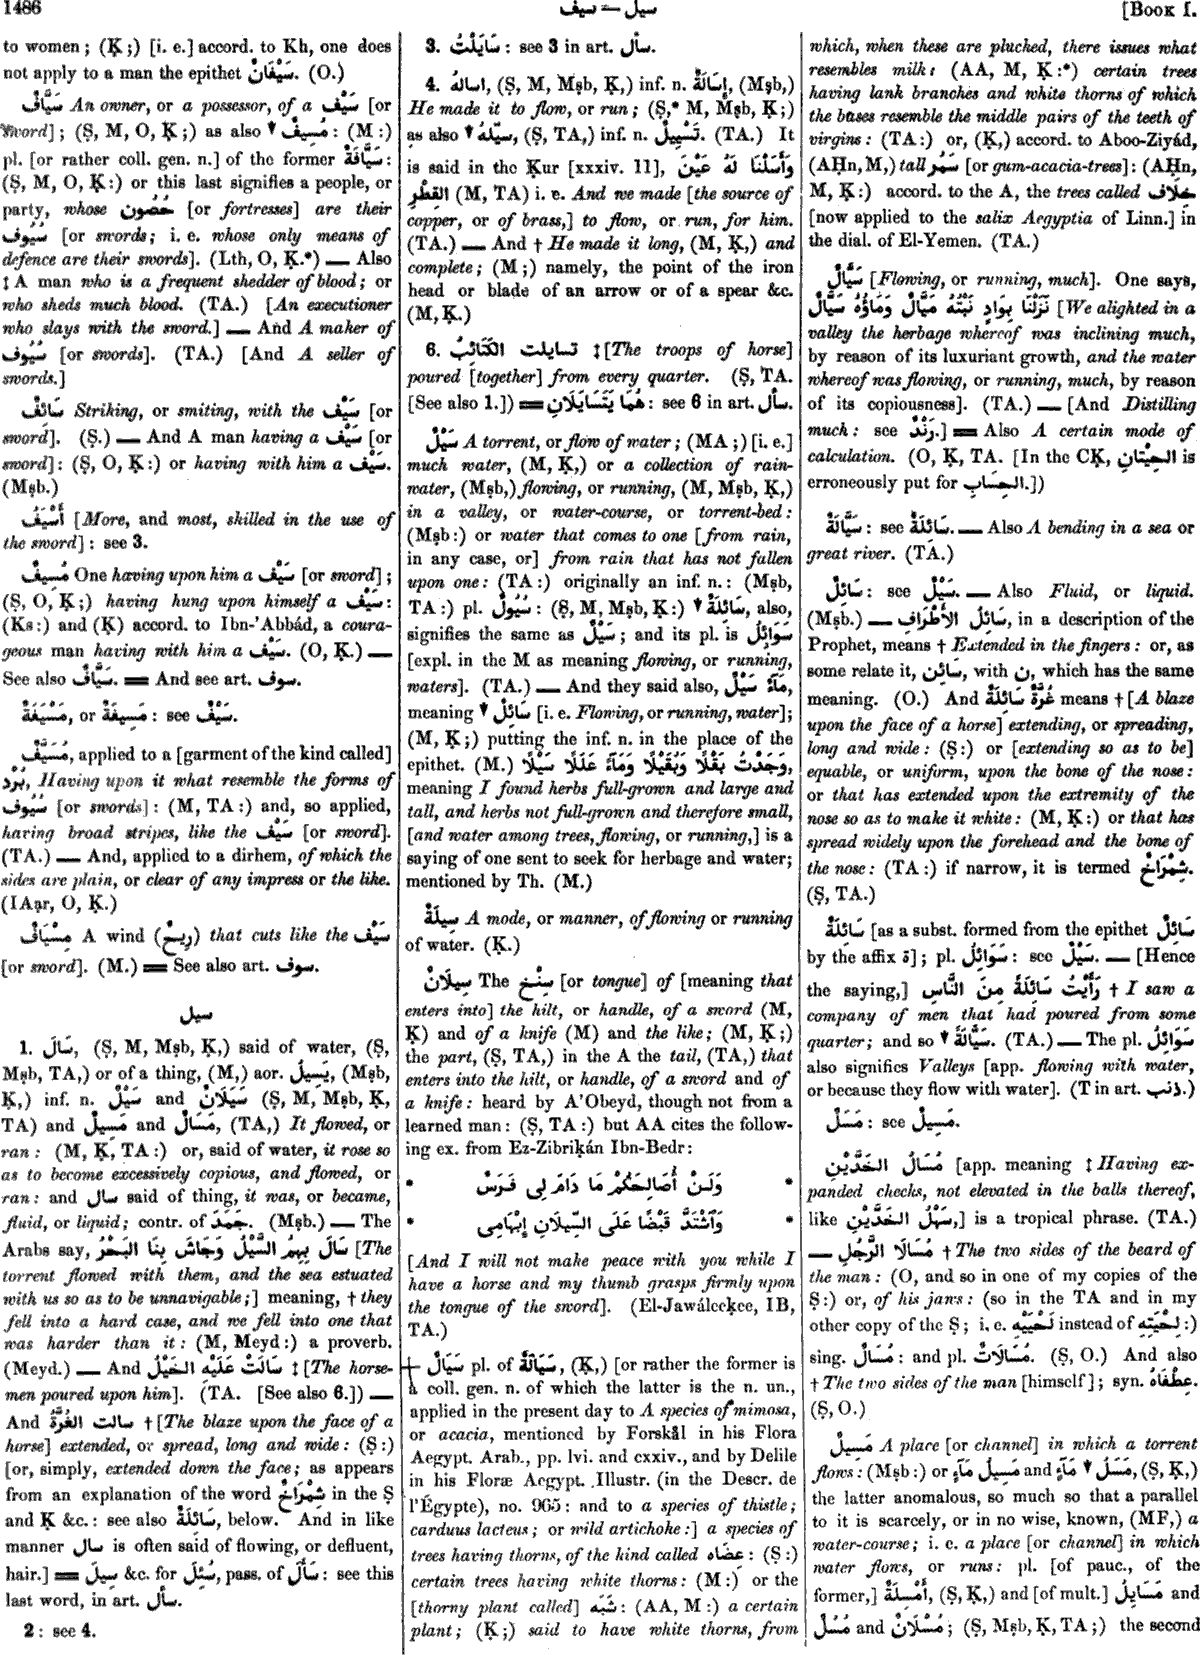 1486
سيف — سيل
[Book I.
to women; (Ḳ;) [i. e.] accord. to Kh, one does
not apply to a man the epithet سَيْفَانٌ. (O.)
سَيَّافٌ An owner, or a possessor, of a سَيْف [or
sword]; (Ṣ, M, O, Ḳ;) as also ▼ مُسِيفٌ: (M:)
pl. [or rather coll. gen. n.] of the former سَيَّافَةٌ:
(Ṣ, M, O, Ḳ:) or this last signifies a people, or
party, whose حُصُون [or fortresses] are their
سُيُوف [or swords; i. e. whose only means of
defence are their swords]. (Lth, O, Ḳ.*) — Also
‡ A man who is a frequent shedder of blood; or
who sheds much blood. (TA.) [An executioner
who slays with the sword.] — And A maker of
سُيُوف [or swords]. (TA.) [And A seller of
swords.]
سَائِفٌ Striking, or smiting, with the سَيْف [or
sword]. (Ṣ.) — And A man having a سَيْف [or
sword]: (Ṣ, O, Ḳ:) or having with him a سَيْف.
(Mṣb.)
أَسْيَفُ [More, and most, skilled in the use of
the sword]: see 3.
مُسِيفٌ One having upon him a سَيْف [or sword];
(Ṣ, O, Ḳ;) having hung upon himself a سَيْف:
(Ks:) and (Ḳ) accord. to Ibn-'Abbád, a coura-
geous man having with him a سَيْف. (O, Ḳ.) —
See also سَيَّافٌ. = And see art. سوف.
مَسْيَفَةٌ, or مَسِيفَةٌ: see سَيْفٌ.
مُسَيَّفٌ, applied to a [garment of the kind called]
بُرْد, Having upon it what resemble the forms of
سُيُوف [or swords]: (M, TA:) and, so applied,
having broad stripes, like the سَيْف [or sword].
(TA.) — And, applied to a dirhem, of which the
sides are plain, or clear of any impress or the like.
(IAạr, O, Ḳ.)
مِسْيَافٌ A wind (رِيحٌ) that cuts like the سَيْف
[or sword]. (M.) = See also art. سوف.
سيل
1. سَالَ, (Ṣ, M, Mṣb, Ḳ,) said of water, (Ṣ,
Mṣb, TA,) or of a thing, (M,) aor. يَسِيلُ, (Mṣb,
Ḳ,) inf. n. سَيْلٌ and سَيَلَانٌ (Ṣ, M, Mṣb, Ḳ,
TA) and مَسِيلٌ and مَسَالٌ, (TA,) It flowed, or
ran: (M, Ḳ, TA:) or, said of water, it rose so
as to become excessively copious, and flowed, or
ran: and سال said of thing, it was, or became,
fluid, or liquid; contr. of جَمَدَ. (Mṣb.) — The
Arabs say, سَالَ بِهِمُ السَّيْلُ وَجَاشَ بِنَا البَحْرُ [The
torrent flowed with them, and the sea estuated
with us so as to be unnavigable;] meaning, † they
fell into a hard case, and we fell into one that
was harder than it: (M, Meyd:) a proverb.
(Meyd.) — And سَالَتْ عَلَيْهِ الخَيْلُ ‡ [The horse-
men poured upon him]. (TA. [See also 6.]) —
And سالت الغُرَّةُ † [The blaze upon the face of a
horse] extended, or spread, long and wide: (Ṣ:)
[or, simply, extended down the face; as appears
from an explanation of the word شِمْرَاخٌ in the Ṣ
and Ḳ &c.: see also سَائِلَةٌ, below. And in like
manner سال is often said of flowing, or defluent,
hair.] = سِيلَ &c. for سُئِلَ, pass. of سَأَلَ: see this
last word, in art. سأل.
2: see 4.
3. سَايَلْتُ: see 3 in art. سأل.
4. اسالهُ, (Ṣ, M, Mṣb, Ḳ,) inf. n. إِسَالَةٌ, (Mṣb,)
He made it to flow, or run; (Ṣ,* M, Mṣb, Ḳ;)
as also ▼ سيّلهُ, (Ṣ, TA,) inf. n. تَسْيِيلٌ. (TA.) It
is said in the Ḳur [xxxiv. 11], وَأَسَلْنَا لَهُ عَيْنَ
القِطْرِ (M, TA) i. e. And we made [the source of
copper, or of brass,] to flow, or run, for him.
(TA.) — And † He made it long, (M, Ḳ,) and
complete; (M;) namely, the point of the iron
head or blade of an arrow or of a spear &c.
(M, Ḳ.)
6. تسايلت الكَتَائِبُ ‡ [The troops of horse]
poured [together] from every quarter. (Ṣ, TA.
[See also 1.]) = هُمَا يَتَسَايَلَانِ: see 6 in art. سأل.
سَيْلٌ A torrent, or flow of water; (MA;) [i. e.]
much water, (M, Ḳ,) or a collection of rain-
water, (Mṣb,) flowing, or running, (M, Mṣb, Ḳ,)
in a valley, or water-course, or torrent-bed:
(Mṣb:) or water that comes to one [from rain,
in any case, or] from rain that has not fallen
upon one: (TA:) originally an inf. n.: (Mṣb,
TA:) pl. سُيُولٌ: (Ṣ, M, Mṣb, Ḳ:) ▼ سَائِلَةٌ, also,
signifies the same as سَيْلٌ; and its pl. is سَوَائِلُ
[expl. in the M as meaning flowing, or running,
waters]. (TA.) — And they said also, مَآءٌ سَيْلٌ,
meaning ▼ سَائِلٌ [i. e. Flowing, or running, water];
(M, Ḳ;) putting the inf. n. in the place of the
epithet. (M.) وَجَدْتُ بَقْلًا وَبُقَيْلًا وَمَآءً غَلَلًا سَيْلًا,
meaning I found herbs full-grown and large and
tall, and herbs not full-grown and therefore small,
[and water among trees, flowing, or running,] is a
saying of one sent to seek for herbage and water;
mentioned by Th. (M.)
سِيلَةٌ A mode, or manner, of flowing or running
of water. (Ḳ.)
سِيلَانٌ The سِنْخ [or tongue] of [meaning that
enters into] the hilt, or handle, of a sword (M,
Ḳ) and of a knife (M) and the like; (M, Ḳ;)
the part, (Ṣ, TA,) in the A the tail, (TA,) that
enters into the hilt, or handle, of a sword and of
a knife: heard by A'Obeyd, though not from a
learned man: (Ṣ, TA:) but AA cites the follow-
ing ex. from Ez-Zibriḳán Ibn-Bedr:
* وَلَنْ أُصَالِحَكُمْ مَا دَامَ لِى فَرَسٌ *
* وَٱشْتَدَّ قَبْضًا عَلَى السِّيلَانِ إِبْهَامِى *
[And I will not make peace with you while I
have a horse and my thumb grasps firmly upon
the tongue of the sword]. (El-Jawáleeḳee, IB,
TA.)
سَيَالٌ pl. of سَيَالَةٌ, (Ḳ,) [or rather the former is
a coll. gen. n. of which the latter is the n. un.,
applied in the present day to A species of mimosa,
or acacia, mentioned by Forskål in his Flora
Aegypt. Arab., pp. lvi. and cxxiv., and by Delile
in his Floræ Aegypt. Illustr. (in the Descr. de
l'Égypte), no. 965: and to a species of thistle;
carduus lacteus; or wild artichoke:] a species of
trees having thorns, of the kind called عِضَاه: (Ṣ:)
certain trees having white thorns: (M:) or the
[thorny plant called] شَبَه: (AA, M:) a certain
plant; (Ḳ;) said to have white thorns, from
which, when these are plucked, there issues what
resembles milk: (AA, M, Ḳ:*) certain trees
having lank branches and white thorns of which
the bases resemble the middle pairs of the teeth of
virgins: (TA:) or, (Ḳ,) accord. to Aboo-Ziyád,
(AḤn, M,) tall سَمُر [or gum-acacia-trees]: (AḤn,
M, Ḳ:) accord. to the A, the trees called خِلَاف
[now applied to the salix Aegyptia of Linn.] in
the dial. of El-Yemen. (TA.)
سَيَّالٌ [Flowing, or running, much]. One says,
نَزَلْنَا بِوَادٍ نَبْتُهُ مَيَّالٌ وَمَاؤُهُ سَيَّالٌ [We alighted in a
valley the herbage whereof was inclining much,
by reason of its luxuriant growth, and the water
whereof was flowing, or running, much, by reason
of its copiousness]. (TA.) — [And Distilling
much: see رَنْدٌ.] = Also A certain mode of
calculation. (O, Ḳ, TA. [In the CḲ, الحِيْتَانِ is
erroneously put for الحِسَابِ.])
سَيَّالَةٌ: see سَائِلَةٌ. — Also A bending in a sea or
great river. (TA.)
سَائِلٌ: see سَيْلٌ. — Also Fluid, or liquid.
(Mṣb.) — سَائِلُ الأَطْرَافِ, in a description of the
Prophet, means † Extended in the fingers: or, as
some relate it, سَائِن, with ن, which has the same
meaning. (O.) And غُرَّةٌ سَائِلَةٌ means † [A blaze
upon the face of a horse] extending, or spreading,
long and wide: (Ṣ:) or [extending so as to be]
equable, or uniform, upon the bone of the nose:
or that has extended upon the extremity of the
nose so as to make it white: (M, Ḳ:) or that has
spread widely upon the forehead and the bone of
the nose: (TA:) if narrow, it is termed شِمْرَاخٌ.
(Ṣ, TA.)
سَائِلَةٌ [as a subst. formed from the epithet سَائِلٌ
by the affix ة]; pl. سَوَائِلُ: see سَيْلٌ. — [Hence
the saying,] رَأَيْتُ سَائِلَةً مِنَ النَّاسِ † I saw a
company of men that had poured from some
quarter; and so ▼ سَيَّالَةً. (TA.) — The pl. سَوَائِلُ
also signifies Valleys [app. flowing with water,
or because they flow with water]. (T in art. ذنب.)
مَسَلٌ: see مَسِيلٌ.
مُسَالُ الخَدَّيْنِ [app. meaning ‡ Having ex-
panded cheeks, not elevated in the balls thereof,
like سَهْلُ الخَدَّيْنِ,] is a tropical phrase. (TA.)
— مُسَالَا الرَّجُلِ † The two sides of the beard of
the man: (O, and so in one of my copies of the
Ṣ:) or, of his jaws: (so in the TA and in my
other copy of the Ṣ; i. e. لَحْيَيْهِ instead of لِحْيَتِهِ:)
sing. مُسَالٌ: and pl. مُسَالَاتٌ. (Ṣ, O.) And also
† The two sides of the man [himself]; syn. عِطْفَاهُ.
(Ṣ, O.)
مَسِيلٌ A place [or channel] in which a torrent
flows: (Mṣb:) or مَسِيلُ مَآءٍ and ▼ مَسَلُ مَآءٍ, (Ṣ, Ḳ,)
the latter anomalous, so much so that a parallel
to it is scarcely, or in no wise, known, (MF,) a
water-course; i. e. a place [or channel] in which
water flows, or runs: pl. [of pauc., of the
former,] أَمْسِلَةٌ, (Ṣ, Ḳ,) and [of mult.] مَسَايِلُ and
مُسُلٌ and مُسْلَانٌ; (Ṣ, Mṣb, Ḳ, TA;) the second